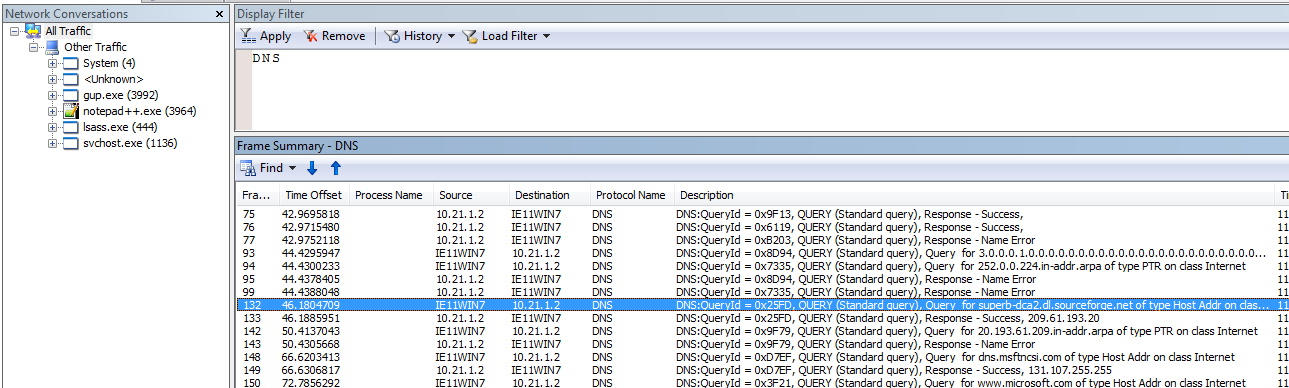 Network Conversations
All Traffic
Other Traffic
System (4)
<Unknown>
gup.exe (3992)
notepad++.exe (3964)
lsass.exe (444)
svchost.exe (1136)
Display Filter
Apply Remove History Load Filter
DNS
Frame Summary - DNS
Find
Fra... Time Offset Process Name Source Destination Protocol Name Description Ti
75 42.9695818 10.21.1.2 IE11WIN7 DNS DNS:QueryId = 0x9F13, QUERY (Standard query), Response - Success, 11
76 42.9715480 10.21.1.2 IE11WIN7 DNS DNS:QueryId = 0x6119, QUERY (Standard query), Response - Success, 11
77 42.9752118 10.21.1.2 IE11WIN7 DNS DNS:QueryId = 0xB203, QUERY (Standard query), Response - Name Error 11
93 44.4295947 IE11WIN7 10.21.1.2 DNS DNS:QueryId = 0x8D94, QUERY (Standard query), Query for 3.0.0.0.1.0.0.0.0.0.0.0.0.0.0.0.0.0.0.0.0.0.0.0.0.0.0.0.0... 11
94 44.4300233 IE11WIN7 10.21.1.2 DNS DNS:QueryId = 0x7335, QUERY (Standard query), Query for 252.0.0.224.in-addr.arpa of type PTR on class Internet 11
95 44.4378405 10.21.1.2 IE11WIN7 DNS DNS:QueryId = 0x8D94, QUERY (Standard query), Response - Name Error 11
99 44.4388048 10.21.1.2 IE11WIN7 DNS DNS:QueryId = 0x7335, QUERY (Standard query), Response - Name Error 11
132 46.1804709 IE11WIN7 10.21.1.2 DNS DNS:QueryId = 0x25FD, QUERY (Standard query), Query for superb-dca2.dl.sourceforge.net of type Host Addr on clas... 11
133 46.1885951 10.21.1.2 IE11WIN7 DNS DNS:QueryId = 0x25FD, QUERY (Standard query), Response - Success, 209.61.193.20 11
142 50.4137043 IE11WIN7 10.21.1.2 DNS DNS:QueryId = 0x9F79, QUERY (Standard query), Query for 20.193.61.209.in-addr.arpa of type PTR on class Internet 11
143 50.4305668 10.21.1.2 IE11WIN7 DNS DNS:QueryId = 0x9F79, QUERY (Standard query), Response - Name Error 11
148 66.6203413 IE11WIN7 10.21.1.2 DNS DNS:QueryId = 0xD7EF, QUERY (Standard query), Query for dns.msftncsi.com of type Host Addr on class Internet 11
149 66.6306817 10.21.1.2 IE11WIN7 DNS DNS:QueryId = 0xD7EF, QUERY (Standard query), Response - Success, 131.107.255.255 11
150 72.7856292 IE11WIN7 10.21.1.2 DNS DNS:QueryId = 0x3F21, QUERY (Standard query), Query for www.microsoft.com of type Host Addr on class Internet 11